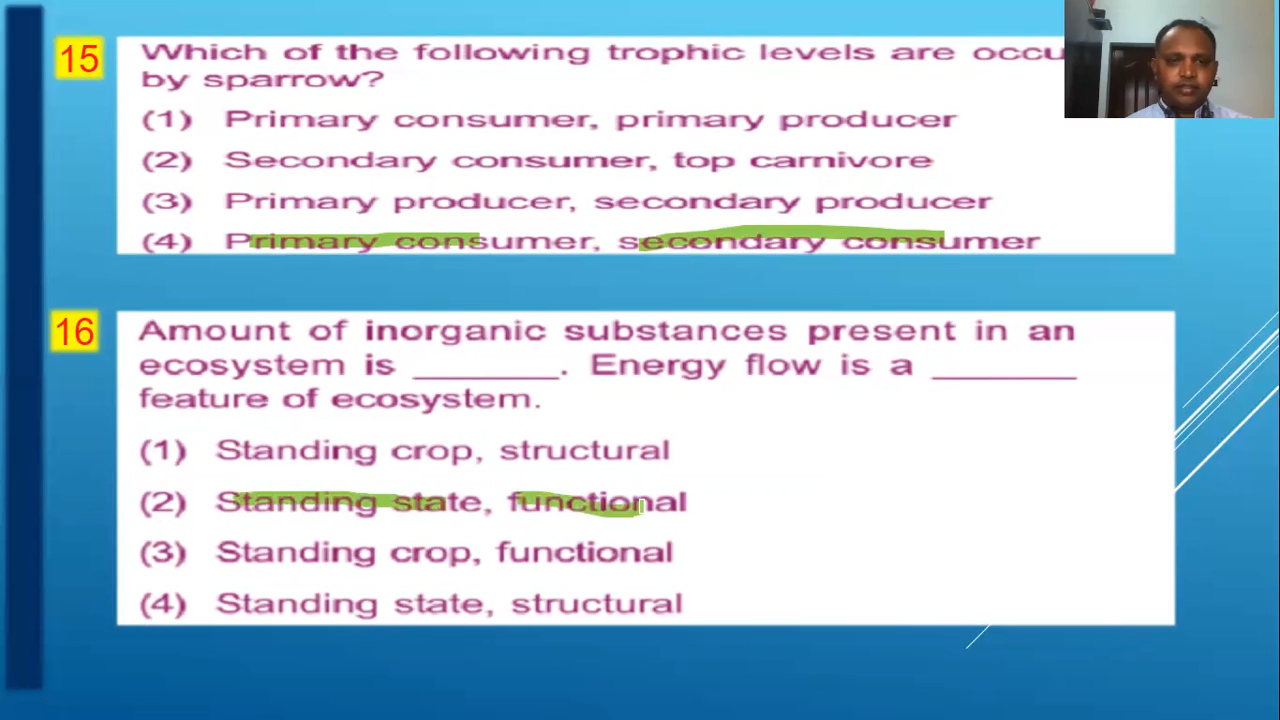 15
Which of the following trophic levels are
by sparrow?
(1) Primary consumer, primary producer
(2) Secondary consumer, top carnivore
(3) Primary producer, secondary producer
(4) Primary consumer, secondary consumer
16
Amount of inorganic substances present in an
ecosystem is ______. Energy flow is a ______
feature of ecosystem.
(1) Standing crop, structural
(2) Standing state, functional
(3) Standing crop, functional
(4) Standing state, structural